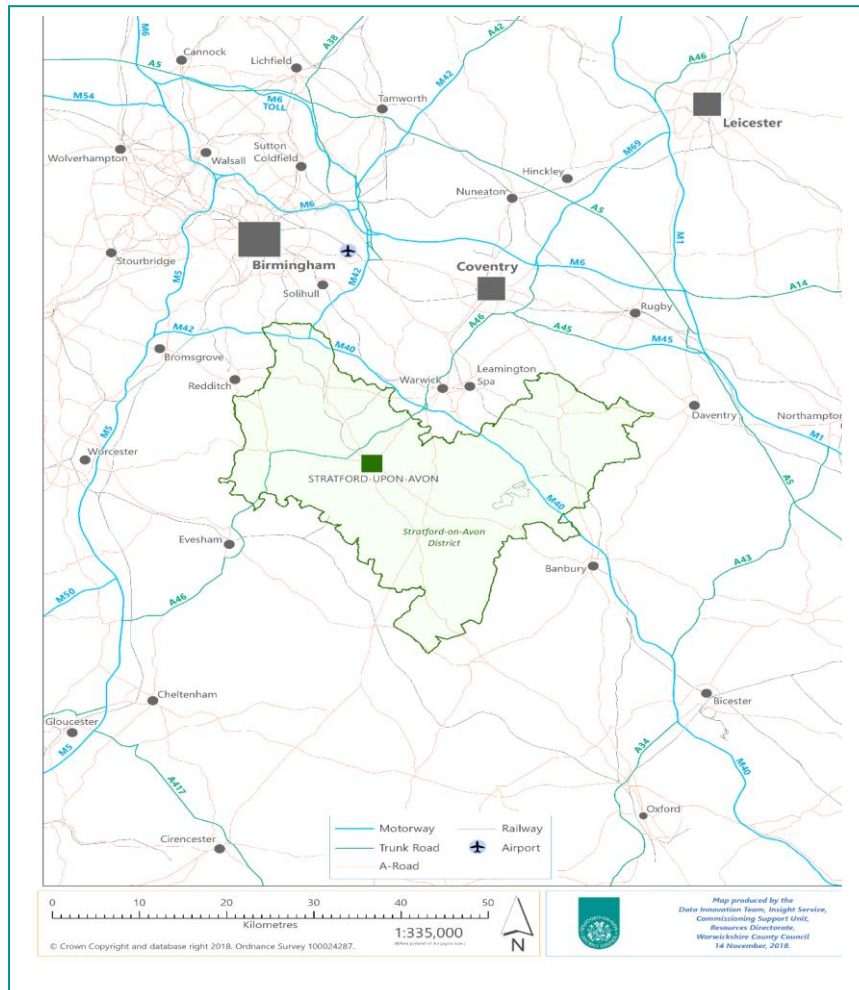 M6
Cannock
Lichfield
A38
A42
A46
A5
M42
M54
M6
TOLL
Tamworth
Leicester
Wolverhampton
Walsall
Sutton
Coldfield
M69
Hinckley
Nuneaton
A5
M6
M1
Birmingham
Stourbridge
M5
M42
Coventry
M6
A14
Solihull
Rugby
A46
A45
M45
M42
M40
Bromsgrove
Redditch
Warwick
Leamington
Spa
Daventry
Northampton
M5
M1
Worcester
STRATFORD-UPON-AVON
A5
M40
Stratford-on-Avon
District
Evesham
Banbury
A43
M50
A46
Cheltenham
Bicester
Gloucester
M5
A34
M40
A417
Oxford
Cirencester
Motorway
Railway
Trunk Road
Airport
A-Road
0 10 20 30 40 50
Kilometres
1:335,000
N
© Crown Copyright and database right 2018. Ordnance Survey 100024287.
Map produced by the
Data Innovation Team, Insight Service,
Commissioning Support Unit,
Resources Directorate,
Warwickshire County Council
14 November, 2018.